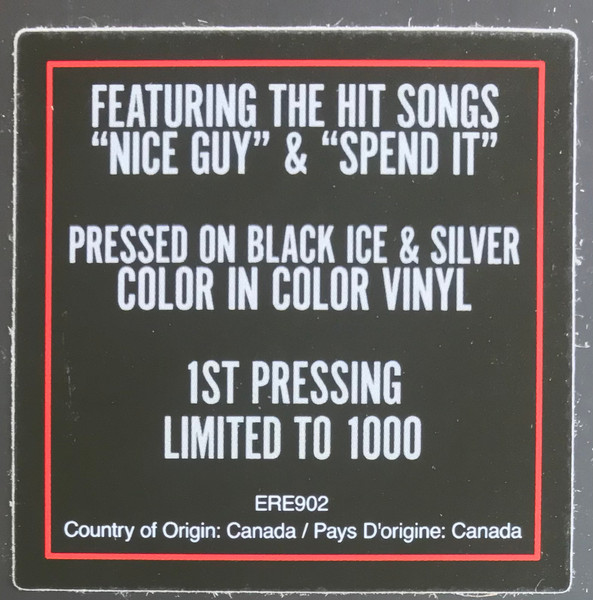 FEATURING THE HIT SONGS
“NICE GUY” & “SPEND IT”
PRESSED ON BLACK ICE & SILVER
COLOR IN COLOR VINYL
1ST PRESSING
LIMITED TO 1000
ERE902
Country of Origin: Canada / Pays D'origine: Canada